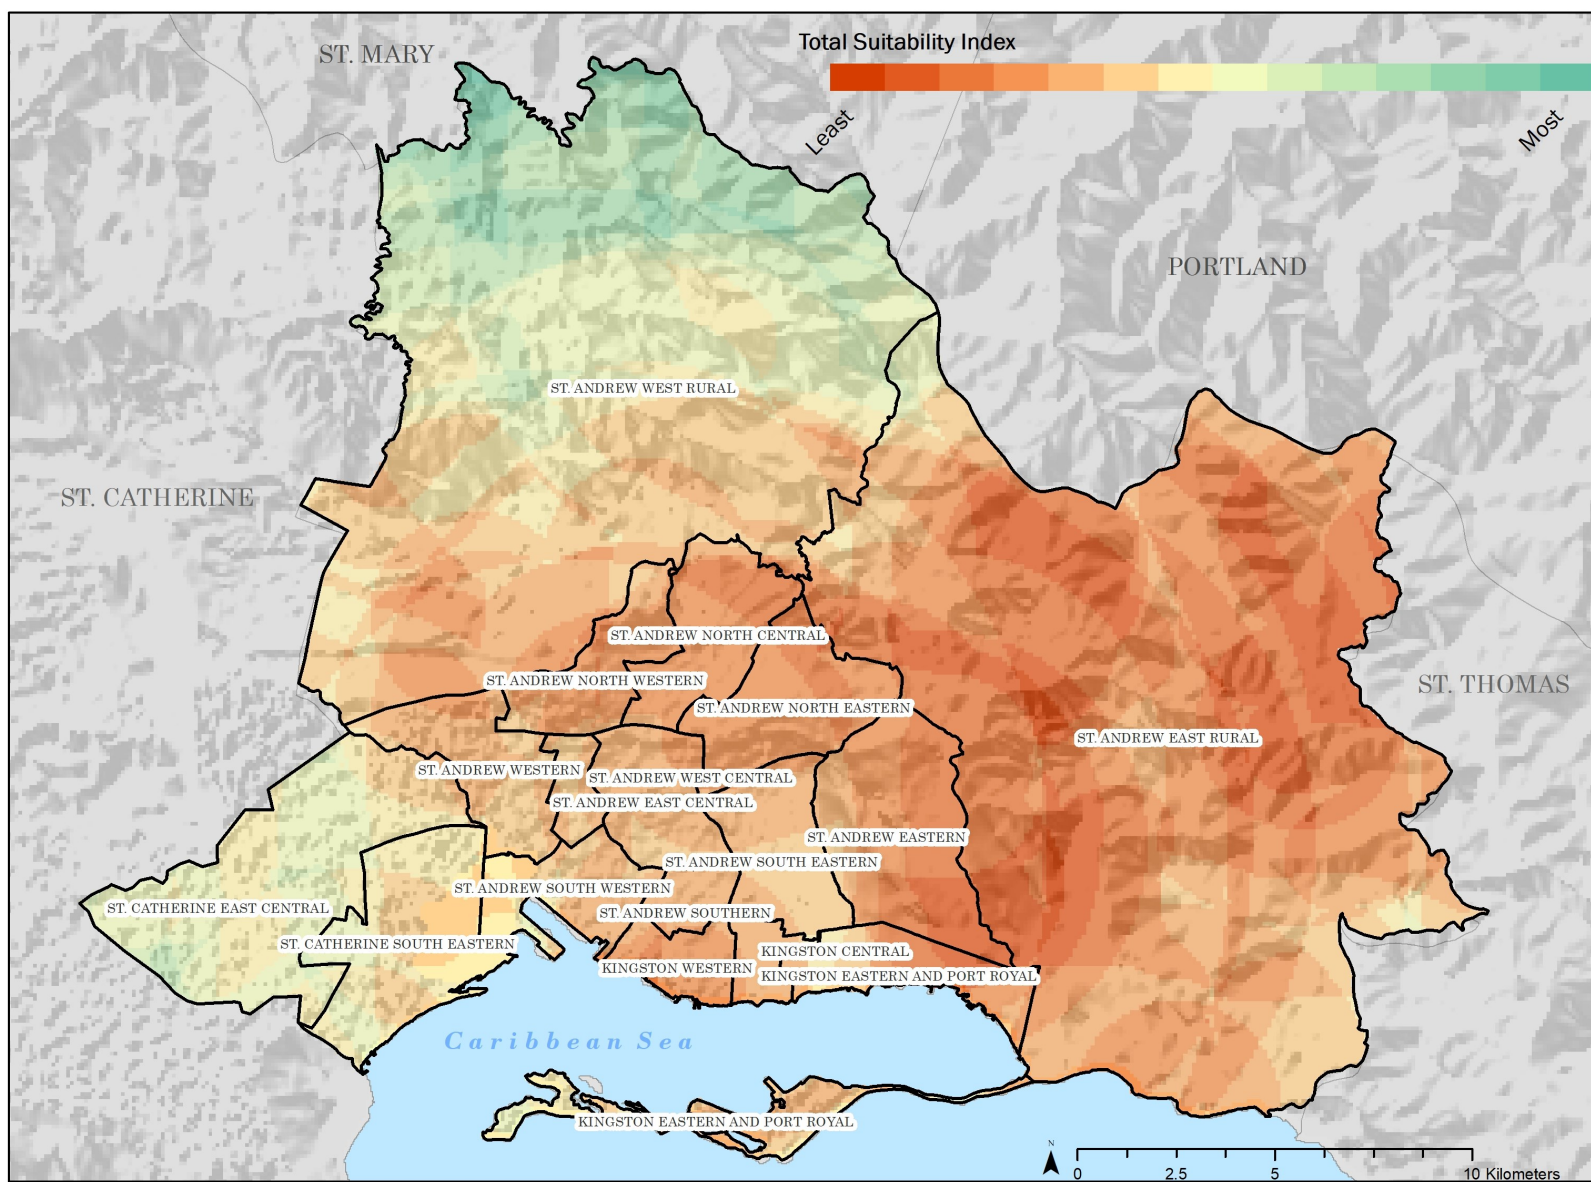 ST. MARY
Total Suitability Index
Least
Most
PORTLAND
ST. ANDREW WEST RURAL
ST. CATHERINE
ST. ANDREW NORTH CENTRAL
ST. ANDREW NORTH WESTERN
ST. THOMAS
ST. ANDREW NORTH EASTERN
ST. ANDREW EAST RURAL
ST. ANDREW WESTERN
ST. ANDREW WEST CENTRAL
ST. ANDREW EAST CENTRAL
ST. ANDREW EASTERN
ST. ANDREW SOUTH EASTERN
ST. ANDREW SOUTH WESTERN
ST. CATHERINE EAST CENTRAL
ST. ANDREW SOUTHERN
ST. CATHERINE SOUTH EASTERN
KINGSTON CENTRAL
KINGSTON WESTERN
KINGSTON EASTERN AND PORT ROYAL
Caribbean Sea
KINGSTON EASTERN AND PORT ROYAL
N
0 2.5 5 10 Kilometers